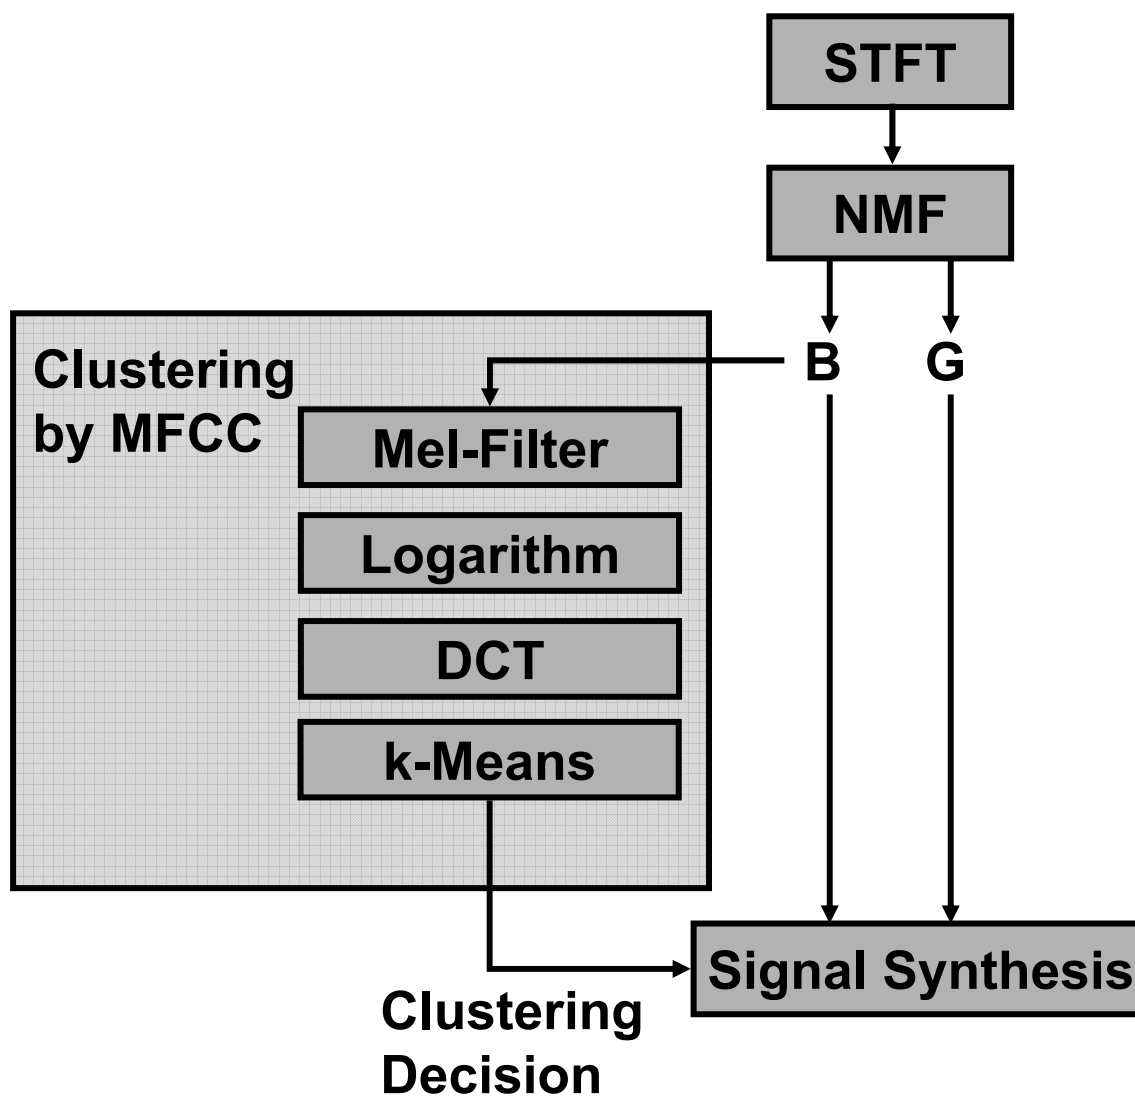 STFT
NMF
B G
Clustering
by MFCC
Mel-Filter
Logarithm
DCT
k-Means
Signal Synthesis
Clustering
Decision